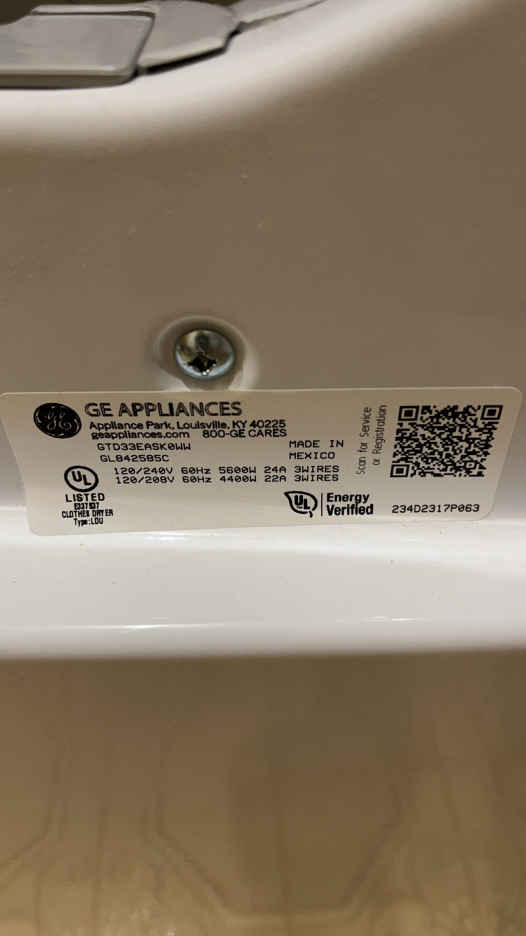 GE APPLIANCES
Appliance Park, Louisville, KY 40225
geappliances.com 800-GE CARES
GTD33EASK0WW
GL842585C
MADE IN
MEXICO
120/240V 60Hz 5600W 24A 3WIRES
120/208V 60Hz 4400W 22A 3WIRES
UL
LISTED
CLOTHES DRYER
Type: LDU
UL
Energy
Verified
Scan for Service
or Registration
234D2317P063